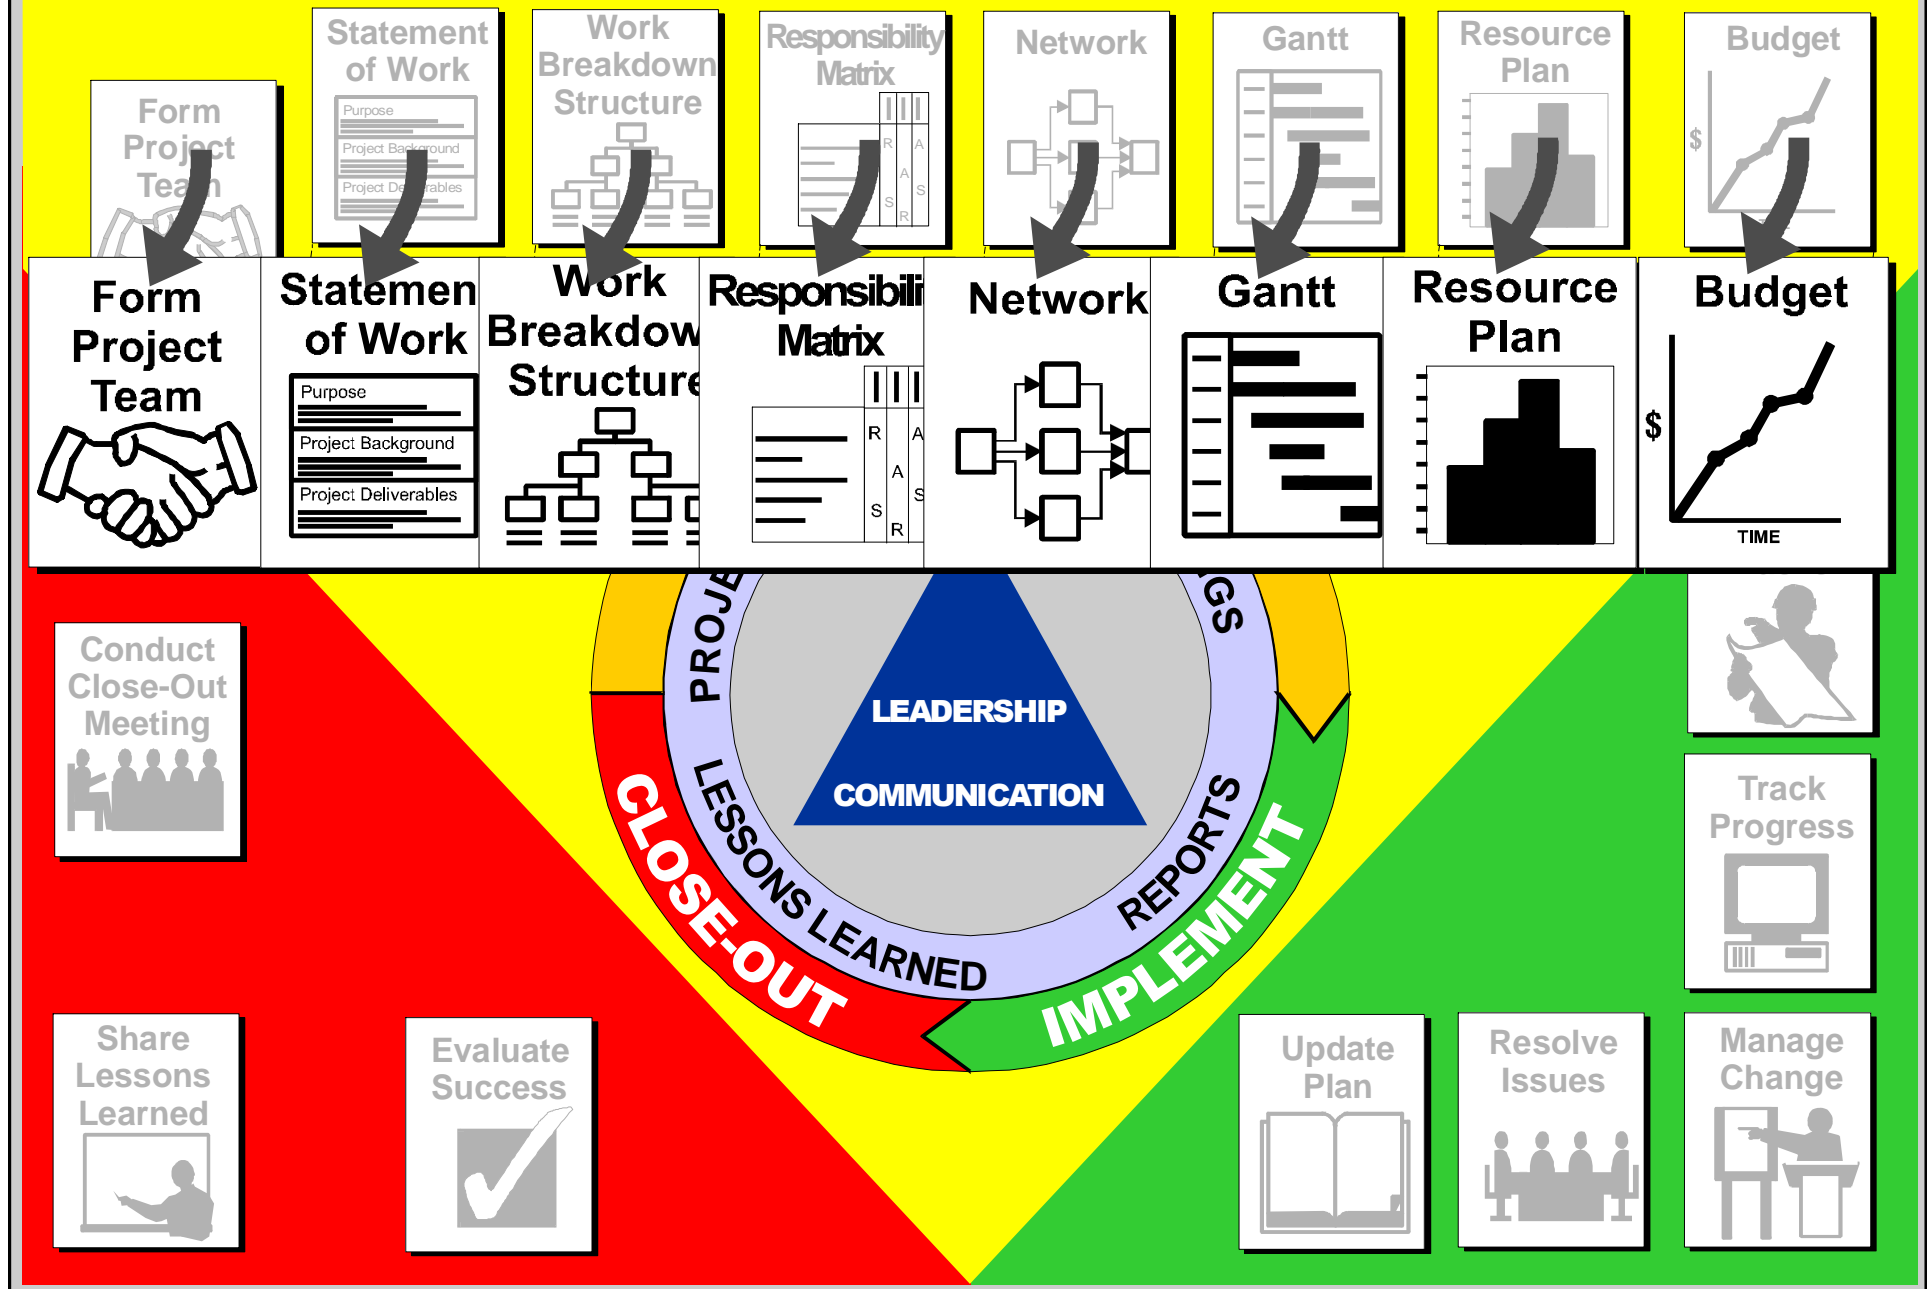 Form
Project
Team
Statement
of Work
Purpose
Project Background
Project Deliverables
Work
Breakdown
Structure
Responsibility
Matrix
R A
A
S S
R
Network
Gantt
Resource
Plan
Budget
$
Form
Project
Team
Statemen
of Work
Purpose
Project Background
Project Deliverables
Work
Breakdow
Structure
Responsibili
Matrix
R A
A
S S
R
Network
Gantt
Resource
Plan
Budget
$
TIME
PROJE
GS
LEADERSHIP
COMMUNICATION
LESSONS LEARNED
REPORTS
CLOSE-OUT
IMPLEMENT
Conduct
Close-Out
Meeting
Share
Lessons
Learned
Evaluate
Success
Track
Progress
Update
Plan
Resolve
Issues
Manage
Change